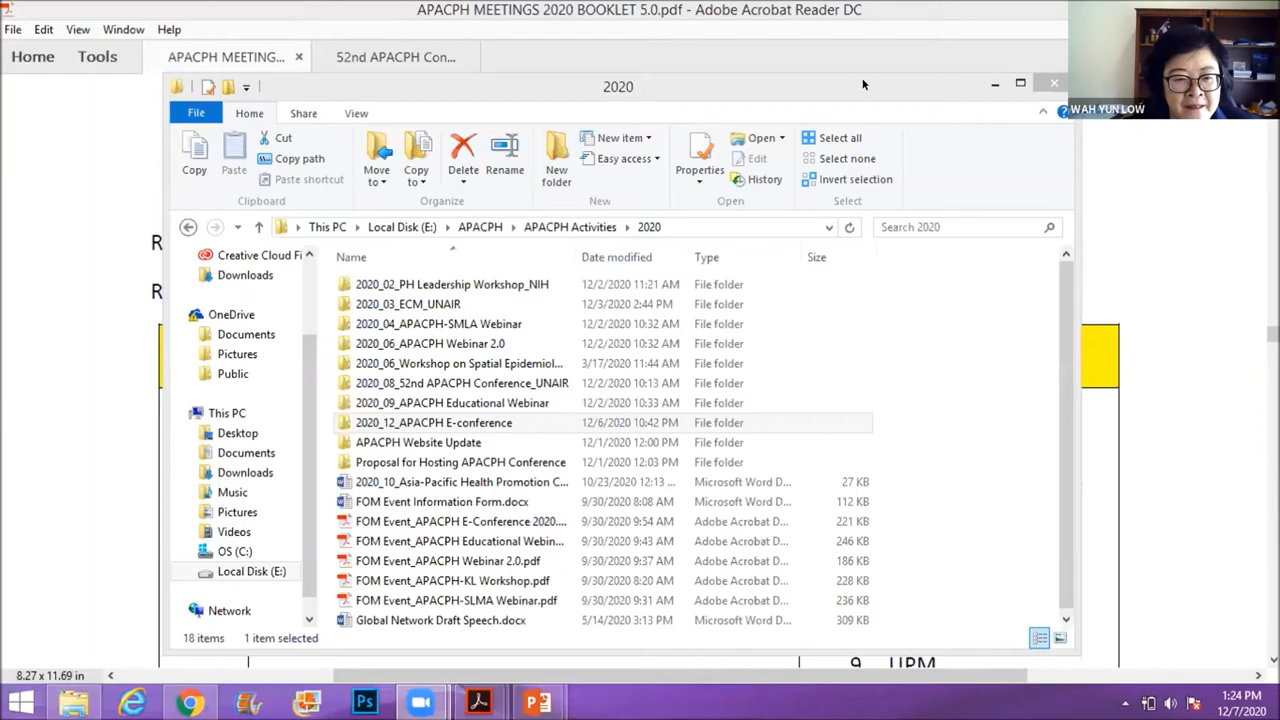 APACPH MEETINGS 2020 BOOKLET 5.0.pdf - Adobe Acrobat Reader DC
File Edit View Window Help
Home Tools APACPH MEETING... × 52nd APACPH Con...
WAH YUN LOW
2020
File Home Share View
Copy
Paste
Cut
Copy path
Paste shortcut
Clipboard
Move to
Copy to
Delete
Rename
Organize
New folder
New item
Easy access
New
Properties
Open
Edit
History
Open
Select all
Select none
Invert selection
Select
This PC Local Disk (E:) APACPH APACPH Activities 2020
Search 2020
Creative Cloud Fi
Downloads
OneDrive
Documents
Pictures
Public
This PC
Desktop
Documents
Downloads
Music
Pictures
Videos
OS (C:)
Local Disk (E:)
Network
Name Date modified Type Size
2020_02_PH Leadership Workshop_NIH 12/2/2020 11:21 AM File folder
2020_03_ECM_UNAIR 12/3/2020 2:44 PM File folder
2020_04_APACPH-SMLA Webinar 12/2/2020 10:32 AM File folder
2020_06_APACPH Webinar 2.0 12/2/2020 10:32 AM File folder
2020_06_Workshop on Spatial Epidemiol... 3/17/2020 11:44 AM File folder
2020_08_52nd APACPH Conference_UNAIR 12/2/2020 10:13 AM File folder
2020_09_APACPH Educational Webinar 12/2/2020 10:33 AM File folder
2020_12_APACPH E-conference 12/6/2020 10:42 PM File folder
APACPH Website Update 12/1/2020 12:00 PM File folder
Proposal for Hosting APACPH Conference 12/1/2020 12:03 PM File folder
2020_10_Asia-Pacific Health Promotion C... 10/23/2020 12:13 ... Microsoft Word D... 27 KB
FOM Event Information Form.docx 9/30/2020 8:08 AM Microsoft Word D... 112 KB
FOM Event_APACPH E-Conference 2020.... 9/30/2020 9:54 AM Adobe Acrobat D... 221 KB
FOM Event_APACPH Educational Webin... 9/30/2020 9:43 AM Adobe Acrobat D... 246 KB
FOM Event_APACPH Webinar 2.0.pdf 9/30/2020 9:37 AM Adobe Acrobat D... 186 KB
FOM Event_APACPH-KL Workshop.pdf 9/30/2020 8:20 AM Adobe Acrobat D... 228 KB
FOM Event_APACPH-SLMA Webinar.pdf 9/30/2020 9:31 AM Adobe Acrobat D... 236 KB
Global Network Draft Speech.docx 5/14/2020 3:13 PM Microsoft Word D... 309 KB
18 items 1 item selected
R
R
9. UPM
8.27 x 11.69 in
Ps
1:24 PM
12/7/2020